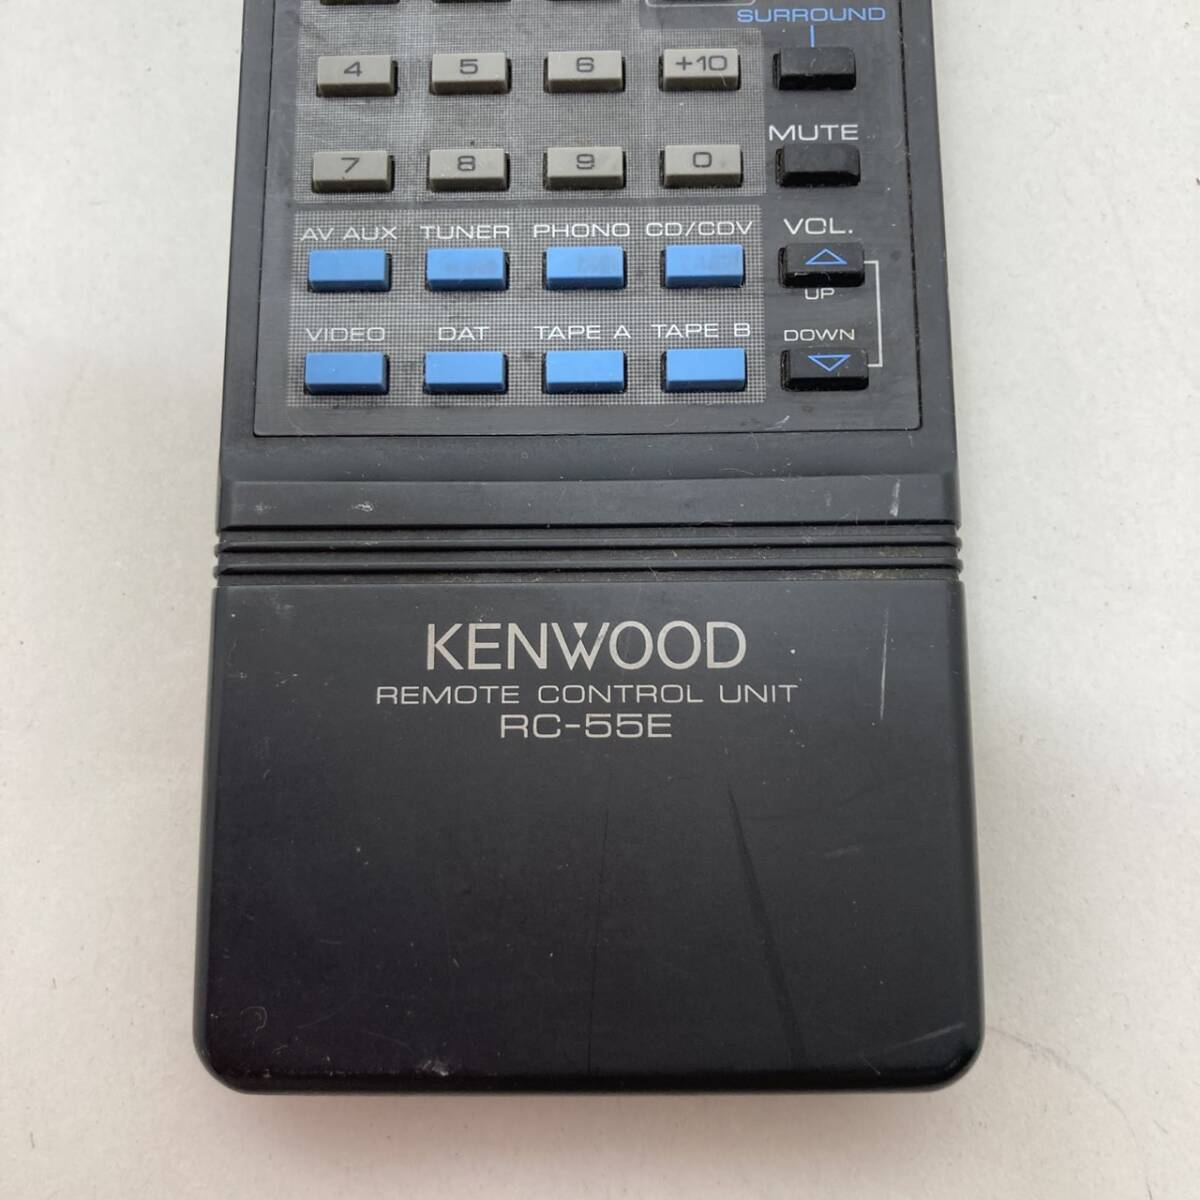 SURROUND
4 5 6 +10
MUTE
7 8 9 0
AV AUX TUNER PHONO CD/CDV VOL.
UP
VIDEO DAT TAPE A TAPE B DOWN
KENWOOD
REMOTE CONTROL UNIT
RC-55E